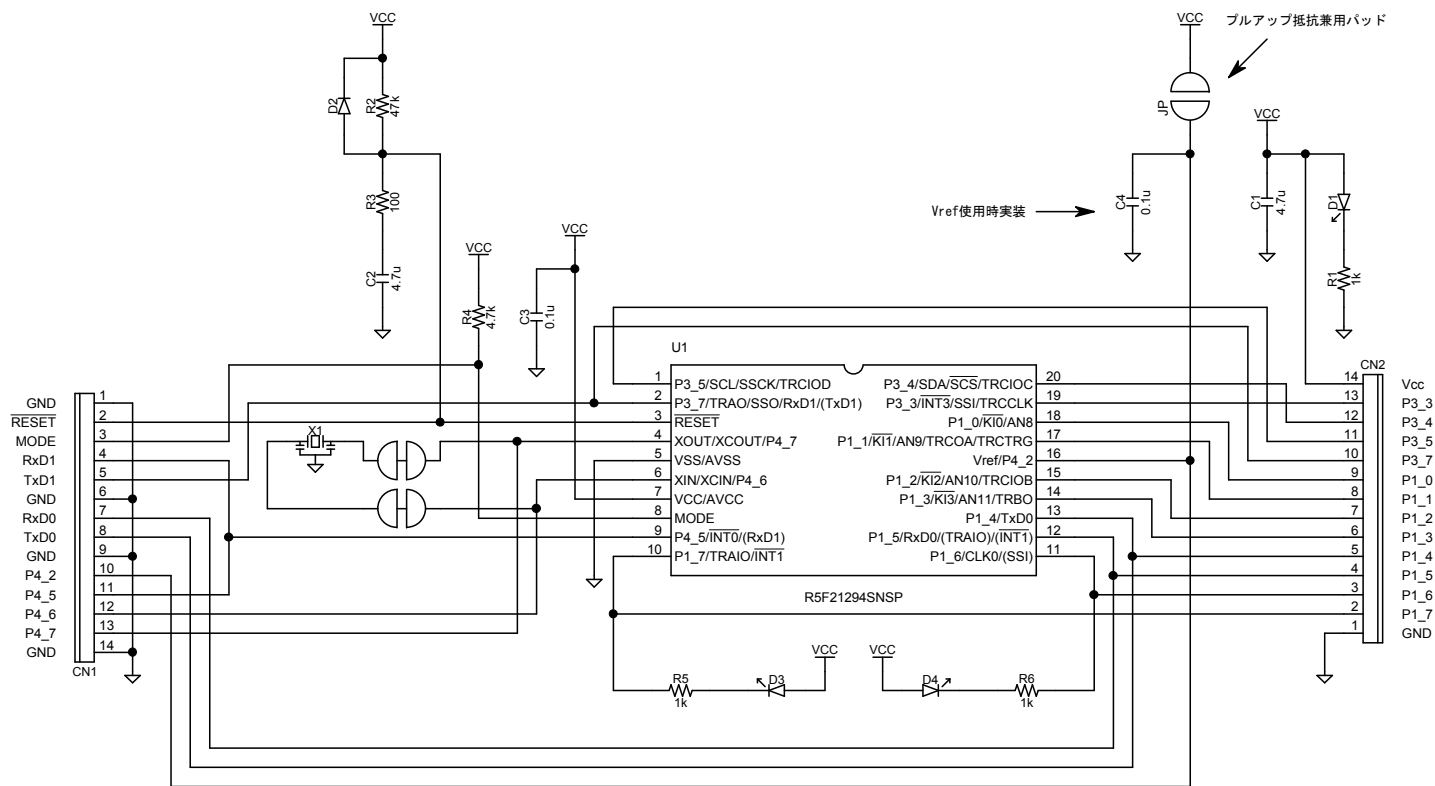 VCC
VCC
プルアップ抵抗兼用パッド
D2
R2
47k
JP
VCC
R3
100
Vref使用時実装
C4
0.1u
C1
4.7u
D1
VCC
VCC
C2
4.7u
R1
1k
R4
4.7k
C3
0.1u
U1
CN2
1 P3_5/SCL/SSCK/TRCIOD
P3_4/SDA/SCS/TRCIOC 20
14 Vcc
GND 1
2 P3_7/TRAO/SSO/RxD1/(TxD1)
P3_3/INT3/SSI/TRCCLK 19
13 P3_3
RESET 2
3 RESET
P1_0/KI0/AN8 18
12 P3_4
MODE 3
X1
4 XOUT/XCOUT/P4_7
P1_1/KI1/AN9/TRCOA/TRCTRG 17
11 P3_5
RxD1 4
5 VSS/AVSS
Vref/P4_2 16
10 P3_7
TxD1 5
6 XIN/XCIN/P4_6
P1_2/KI2/AN10/TRCIOB 15
9 P1_0
GND 6
7 VCC/AVCC
P1_3/KI3/AN11/TRBO 14
8 P1_1
RxD0 7
8 MODE
P1_4/TxD0 13
7 P1_2
TxD0 8
9 P4_5/INT0/(RxD1)
P1_5/RxD0/(TRAIO)/(INT1) 12
6 P1_3
GND 9
10 P1_7/TRAIO/INT1
P1_6/CLK0/(SSI) 11
5 P1_4
P4_2 10
4 P1_5
P4_5 11
R5F21294SNSP
3 P1_6
P4_6 12
2 P1_7
P4_7 13
1 GND
GND 14
CN1
VCC
VCC
R5
1k
D3
D4
R6
1k